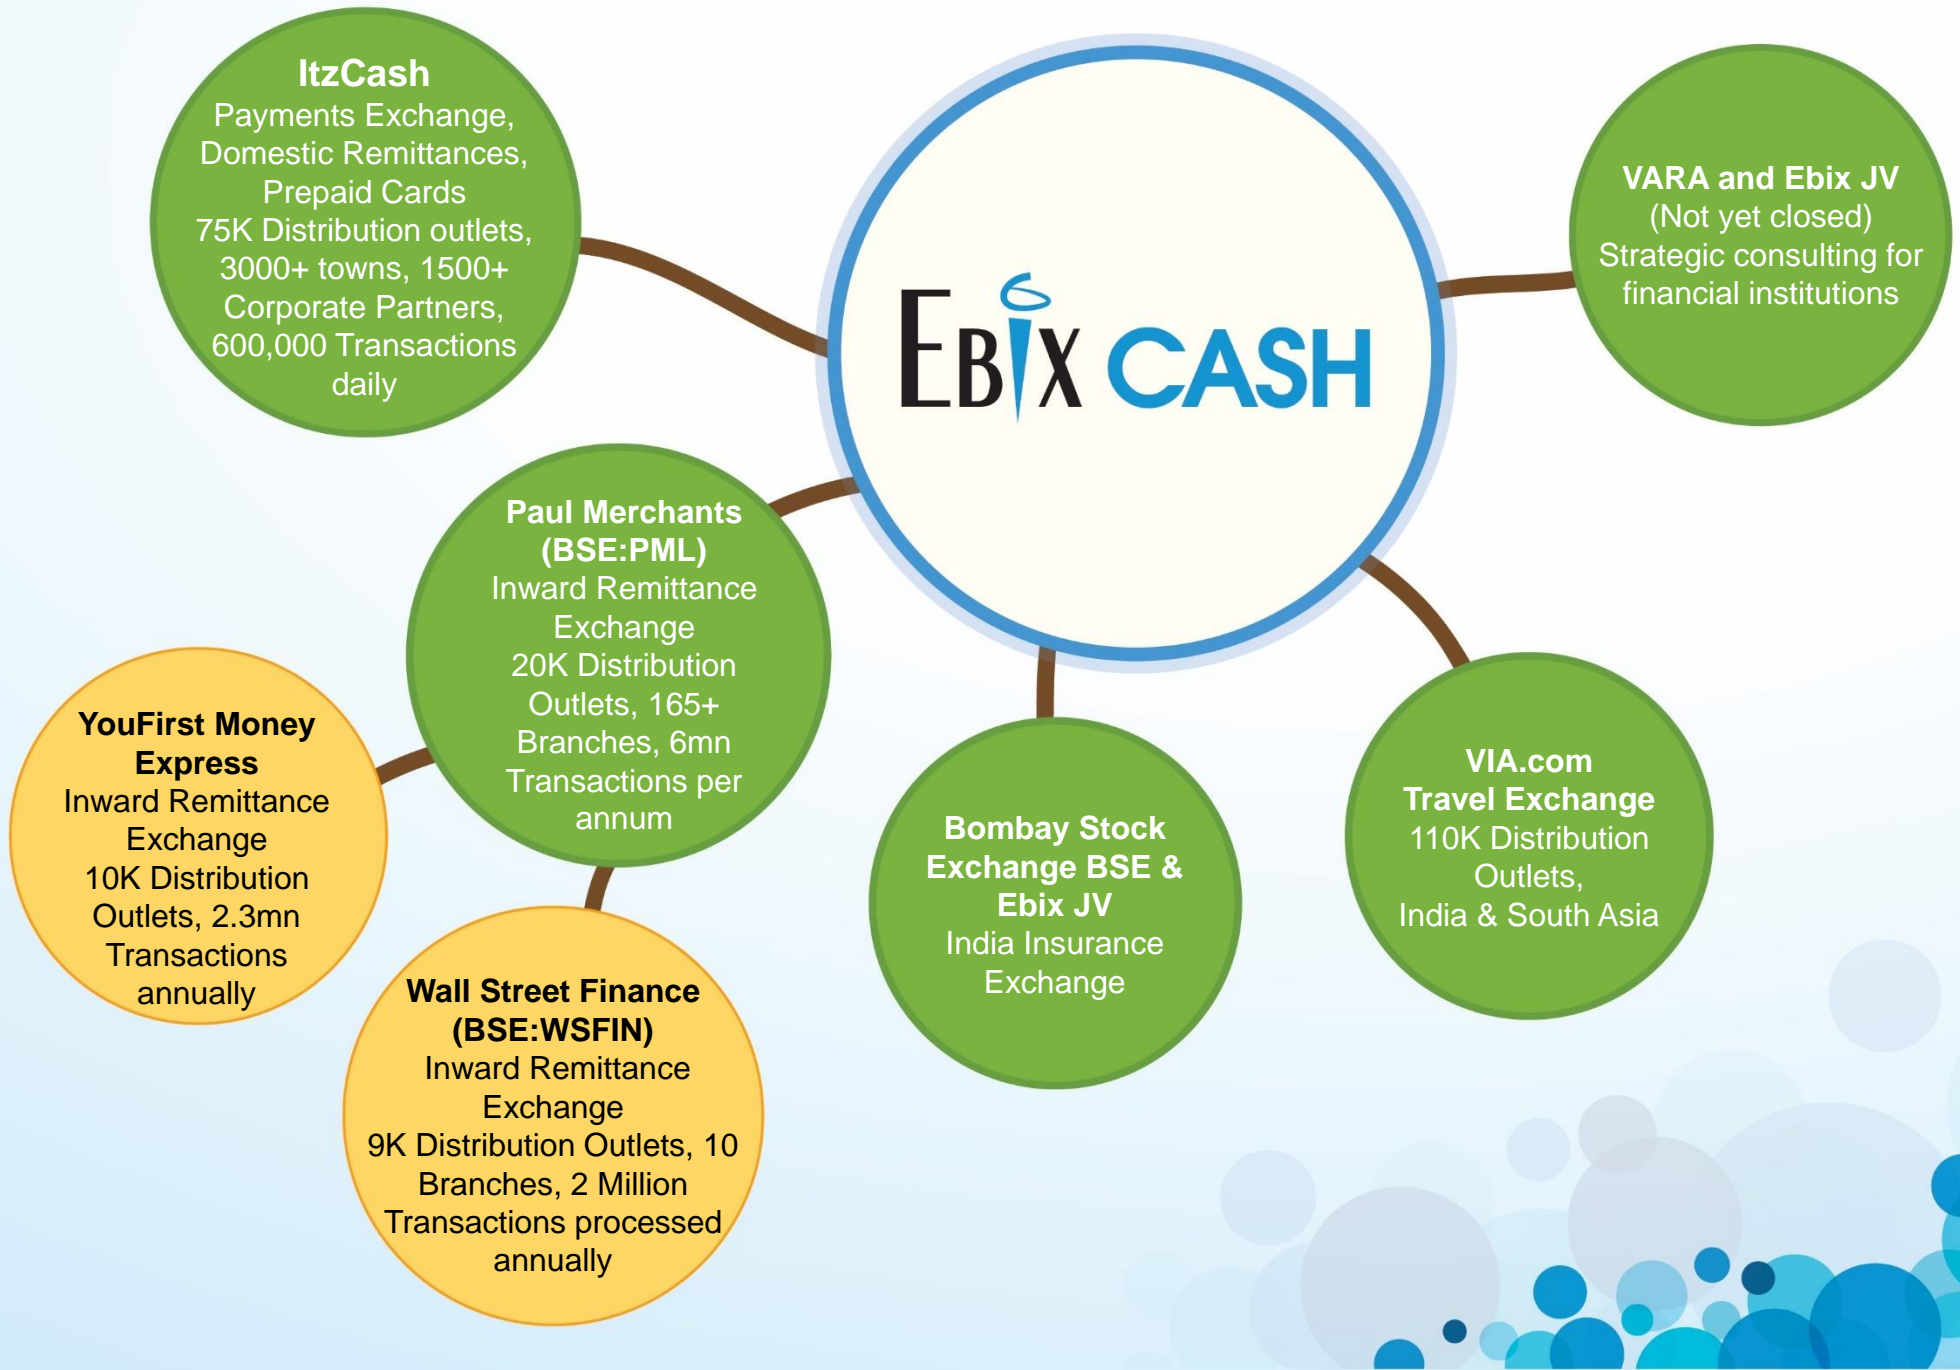 ItzCash
Payments Exchange,
Domestic Remittances,
Prepaid Cards
75K Distribution outlets,
3000+ towns, 1500+
Corporate Partners,
600,000 Transactions
daily
EBIX CASH
VARA and Ebix JV
(Not yet closed)
Strategic consulting for
financial institutions
Paul Merchants
(BSE:PML)
Inward Remittance
Exchange
20K Distribution
Outlets, 165+
Branches, 6mn
Transactions per
annum
YouFirst Money
Express
Inward Remittance
Exchange
10K Distribution
Outlets, 2.3mn
Transactions
annually
Wall Street Finance
(BSE:WSFIN)
Inward Remittance
Exchange
9K Distribution Outlets, 10
Branches, 2 Million
Transactions processed
annually
Bombay Stock
Exchange BSE &
Ebix JV
India Insurance
Exchange
VIA.com
Travel Exchange
110K Distribution
Outlets,
India & South Asia